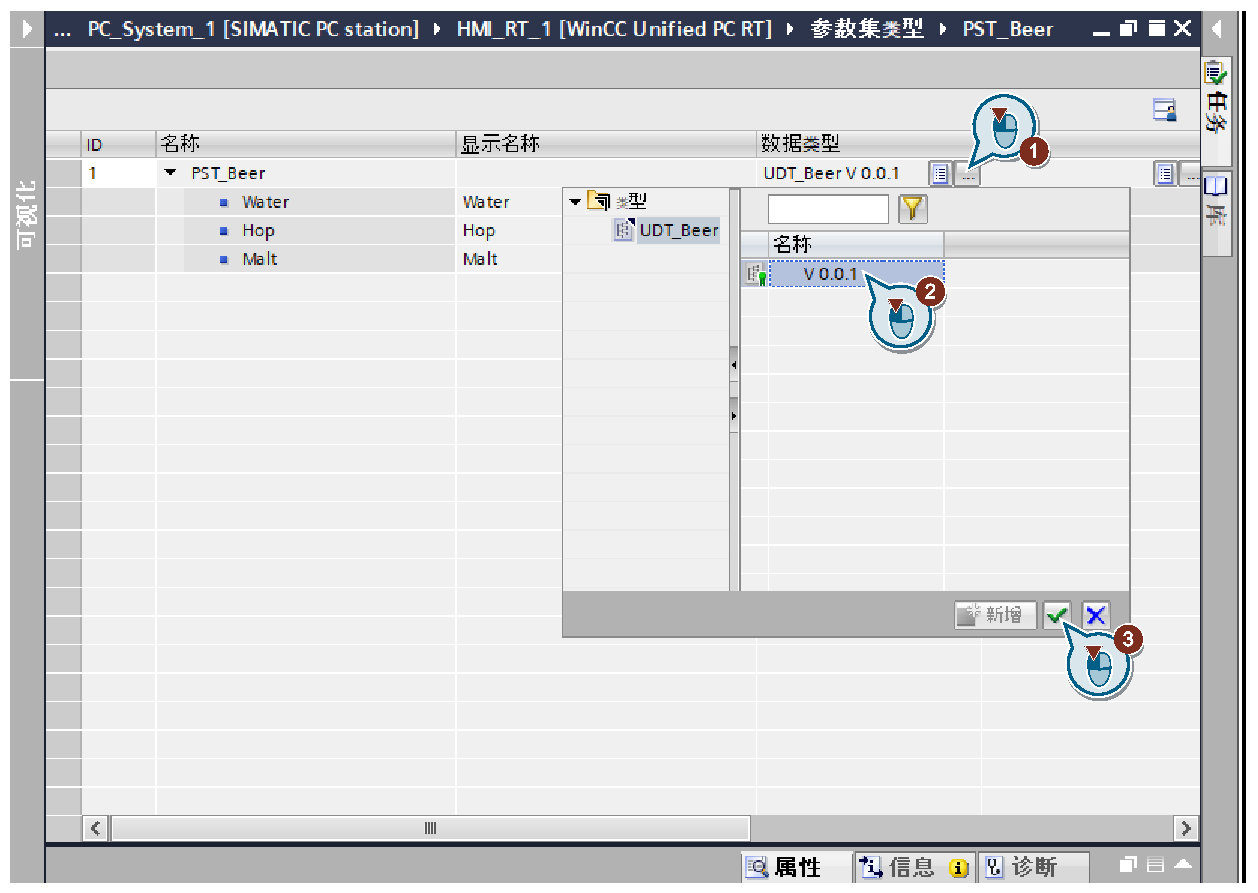 ... PC_System_1 [SIMATIC PC station] HMI_RT_1 [WinCC Unified PC RT] 参数集类型 PST_Beer
任务
库
可视化
ID 名称 显示名称 数据类型
1
1 PST_Beer UDT_Beer V 0.0.1 ... ...
Water Water 类型
Hop Hop UDT_Beer
名称
Malt Malt
V 0.0.1
2
新增
3
属性 信息 诊断